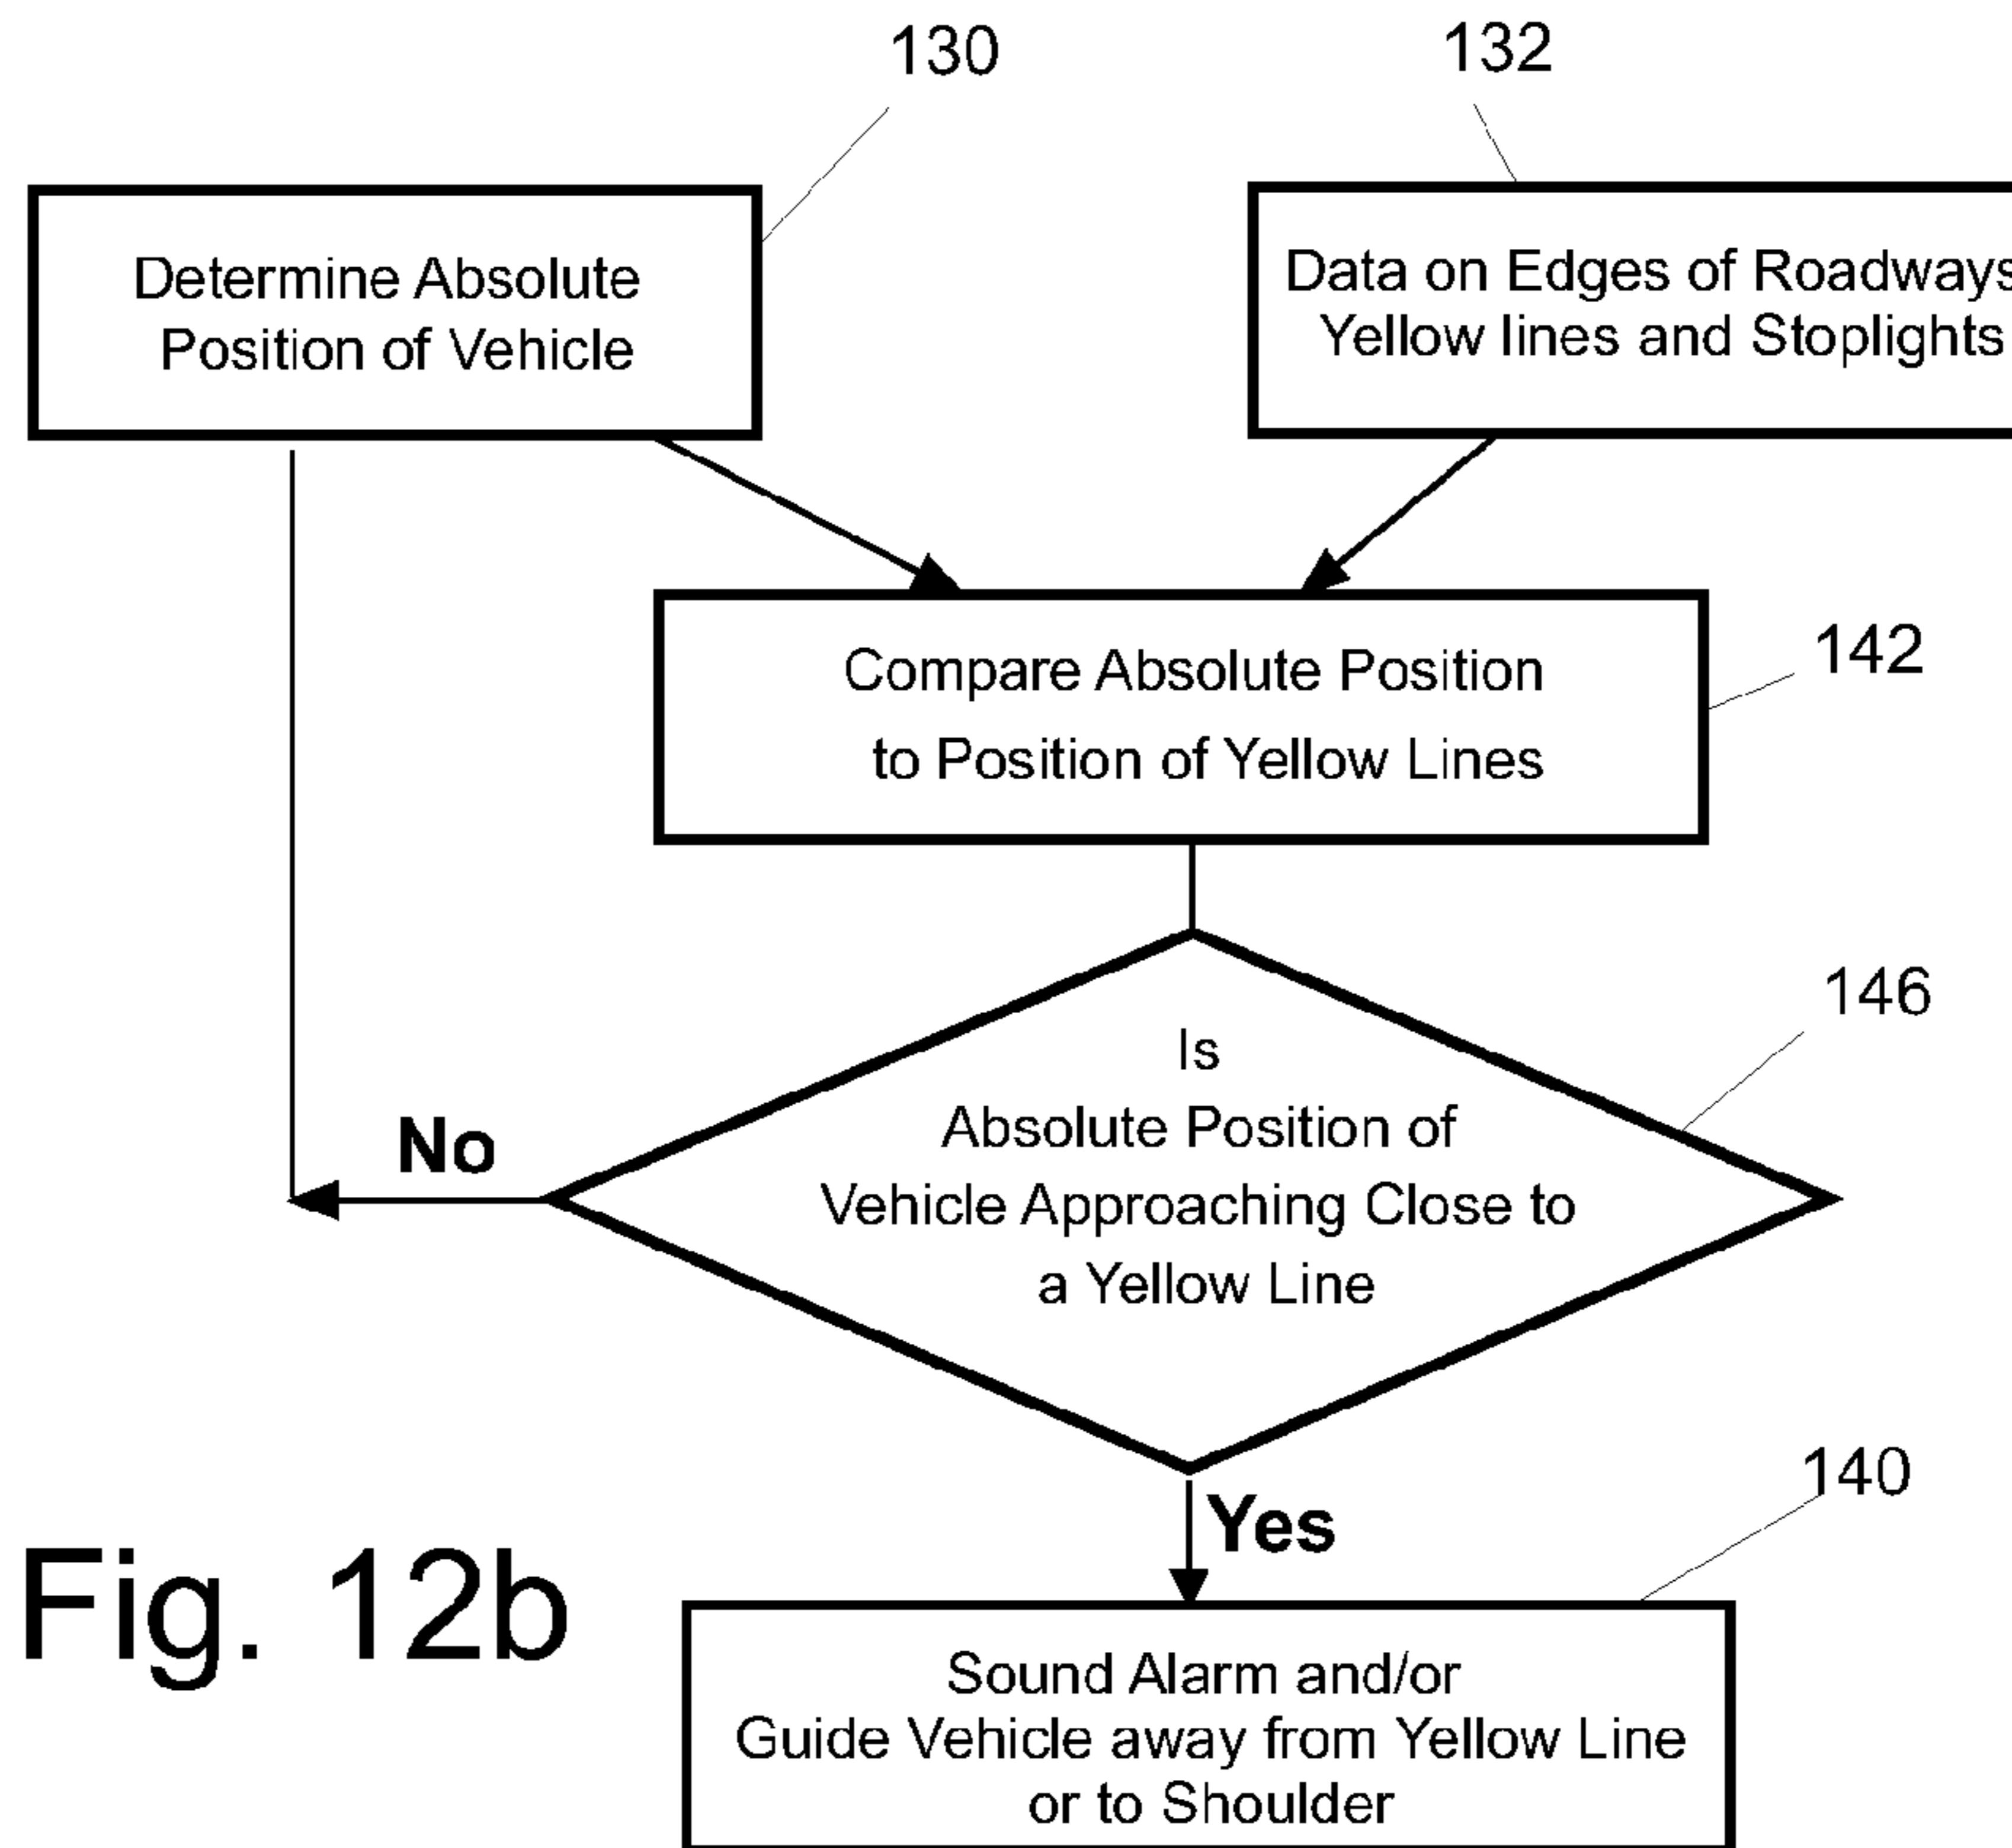 130
132
Determine Absolute
Position of Vehicle
Data on Edges of Roadways
Yellow lines and Stoplights
Compare Absolute Position
to Position of Yellow Lines
142
146
Is
Absolute Position of
Vehicle Approaching Close to
a Yellow Line
No
Yes
140
Sound Alarm and/or
Guide Vehicle away from Yellow Line
or to Shoulder
Fig. 12b